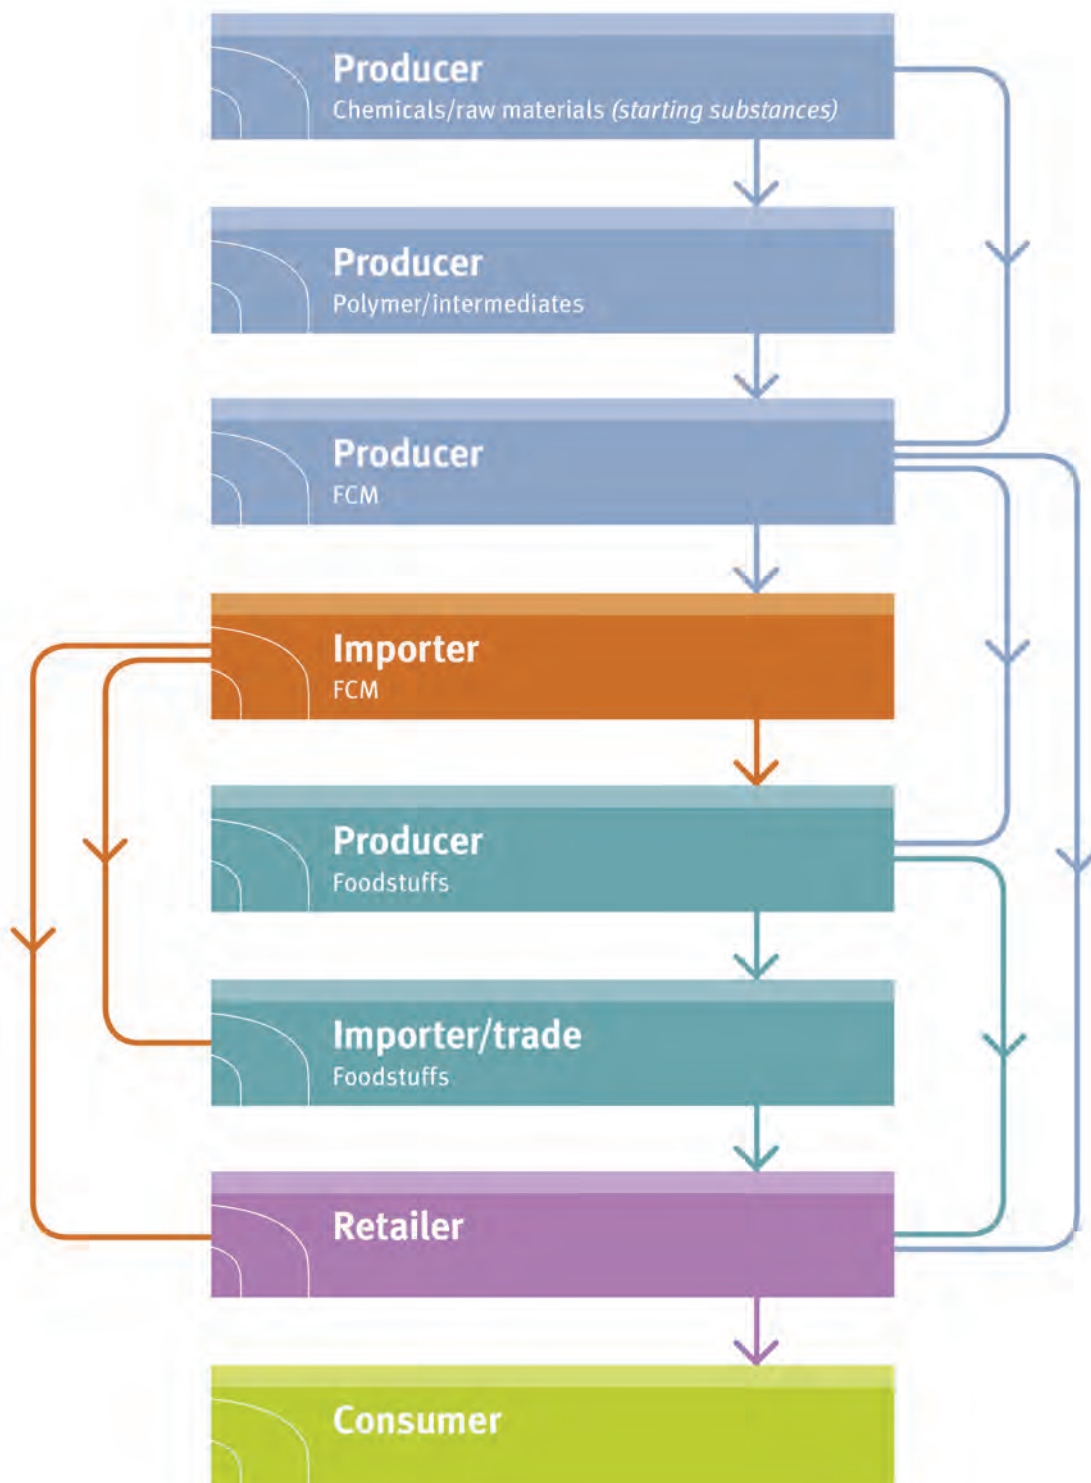 Producer
Chemicals/raw materials (starting substances)
Producer
Polymer/intermediates
Producer
FCM
Importer
FCM
Producer
Foodstuffs
Importer/trade
Foodstuffs
Retailer
Consumer